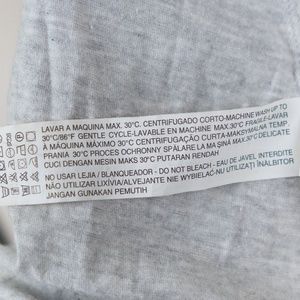 LAVAR A MAQUINA MAX. 30°C. CENTRIFUGADO CORTO-MACHINE WASH UP TO
30°C/86°F GENTLE CYCLE-LAVABLE EN MACHINE MAX.30°C FRAGILE-LAVAR
À MÁQUINA MÁXIMO 30°C CENTRIFUGAÇÃO CURTA-MAKSYMALNA TEMP.
PRANIA 30°C PROCES OCHRONNY SPĂLARE LA MAŞINĂ MAX.30°C DELICATE
CUCI DENGAN MESIN MAKS 30°C PUTARAN RENDAH
NO USAR LEJIA / BLANQUEADOR - DO NOT BLEACH - EAU DE JAVEL INTERDITE
NÃO UTILIZAR LIXÍVIA/ALVEJANTE NIE WYBIELAĆ-NU UTILIZAŢI ÎNĂLBITOR
JANGAN GUNAKAN PEMUTIH